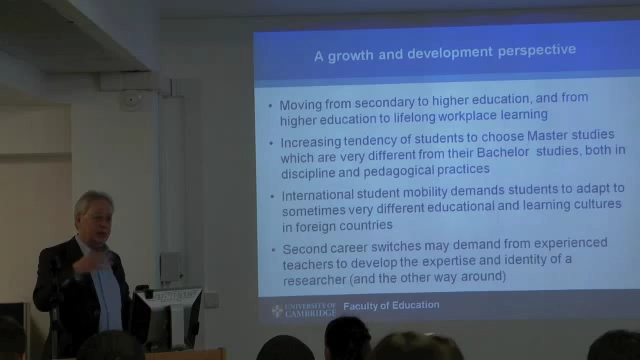 A growth and development perspective
• Moving from secondary to higher education, and from
higher education to lifelong workplace learning
• Increasing tendency of students to choose Master studies
which are very different from their Bachelor studies, both in
discipline and pedagogical practices
• International student mobility demands students to adapt to
sometimes very different educational and learning cultures
in foreign countries
• Second career switches may demand from experienced
teachers to develop the expertise and identity of a
researcher (and the other way around)
UNIVERSITY OF
CAMBRIDGE
Faculty of Education